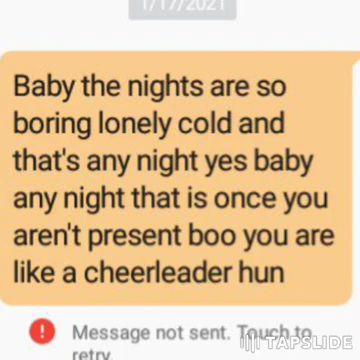 1/17/2021
Baby the nights are so
boring lonely cold and
that's any night yes baby
any night that is once you
aren't present boo you are
like a cheerleader hun
Message not sent. Touch to
retry.
TAPSLIDE